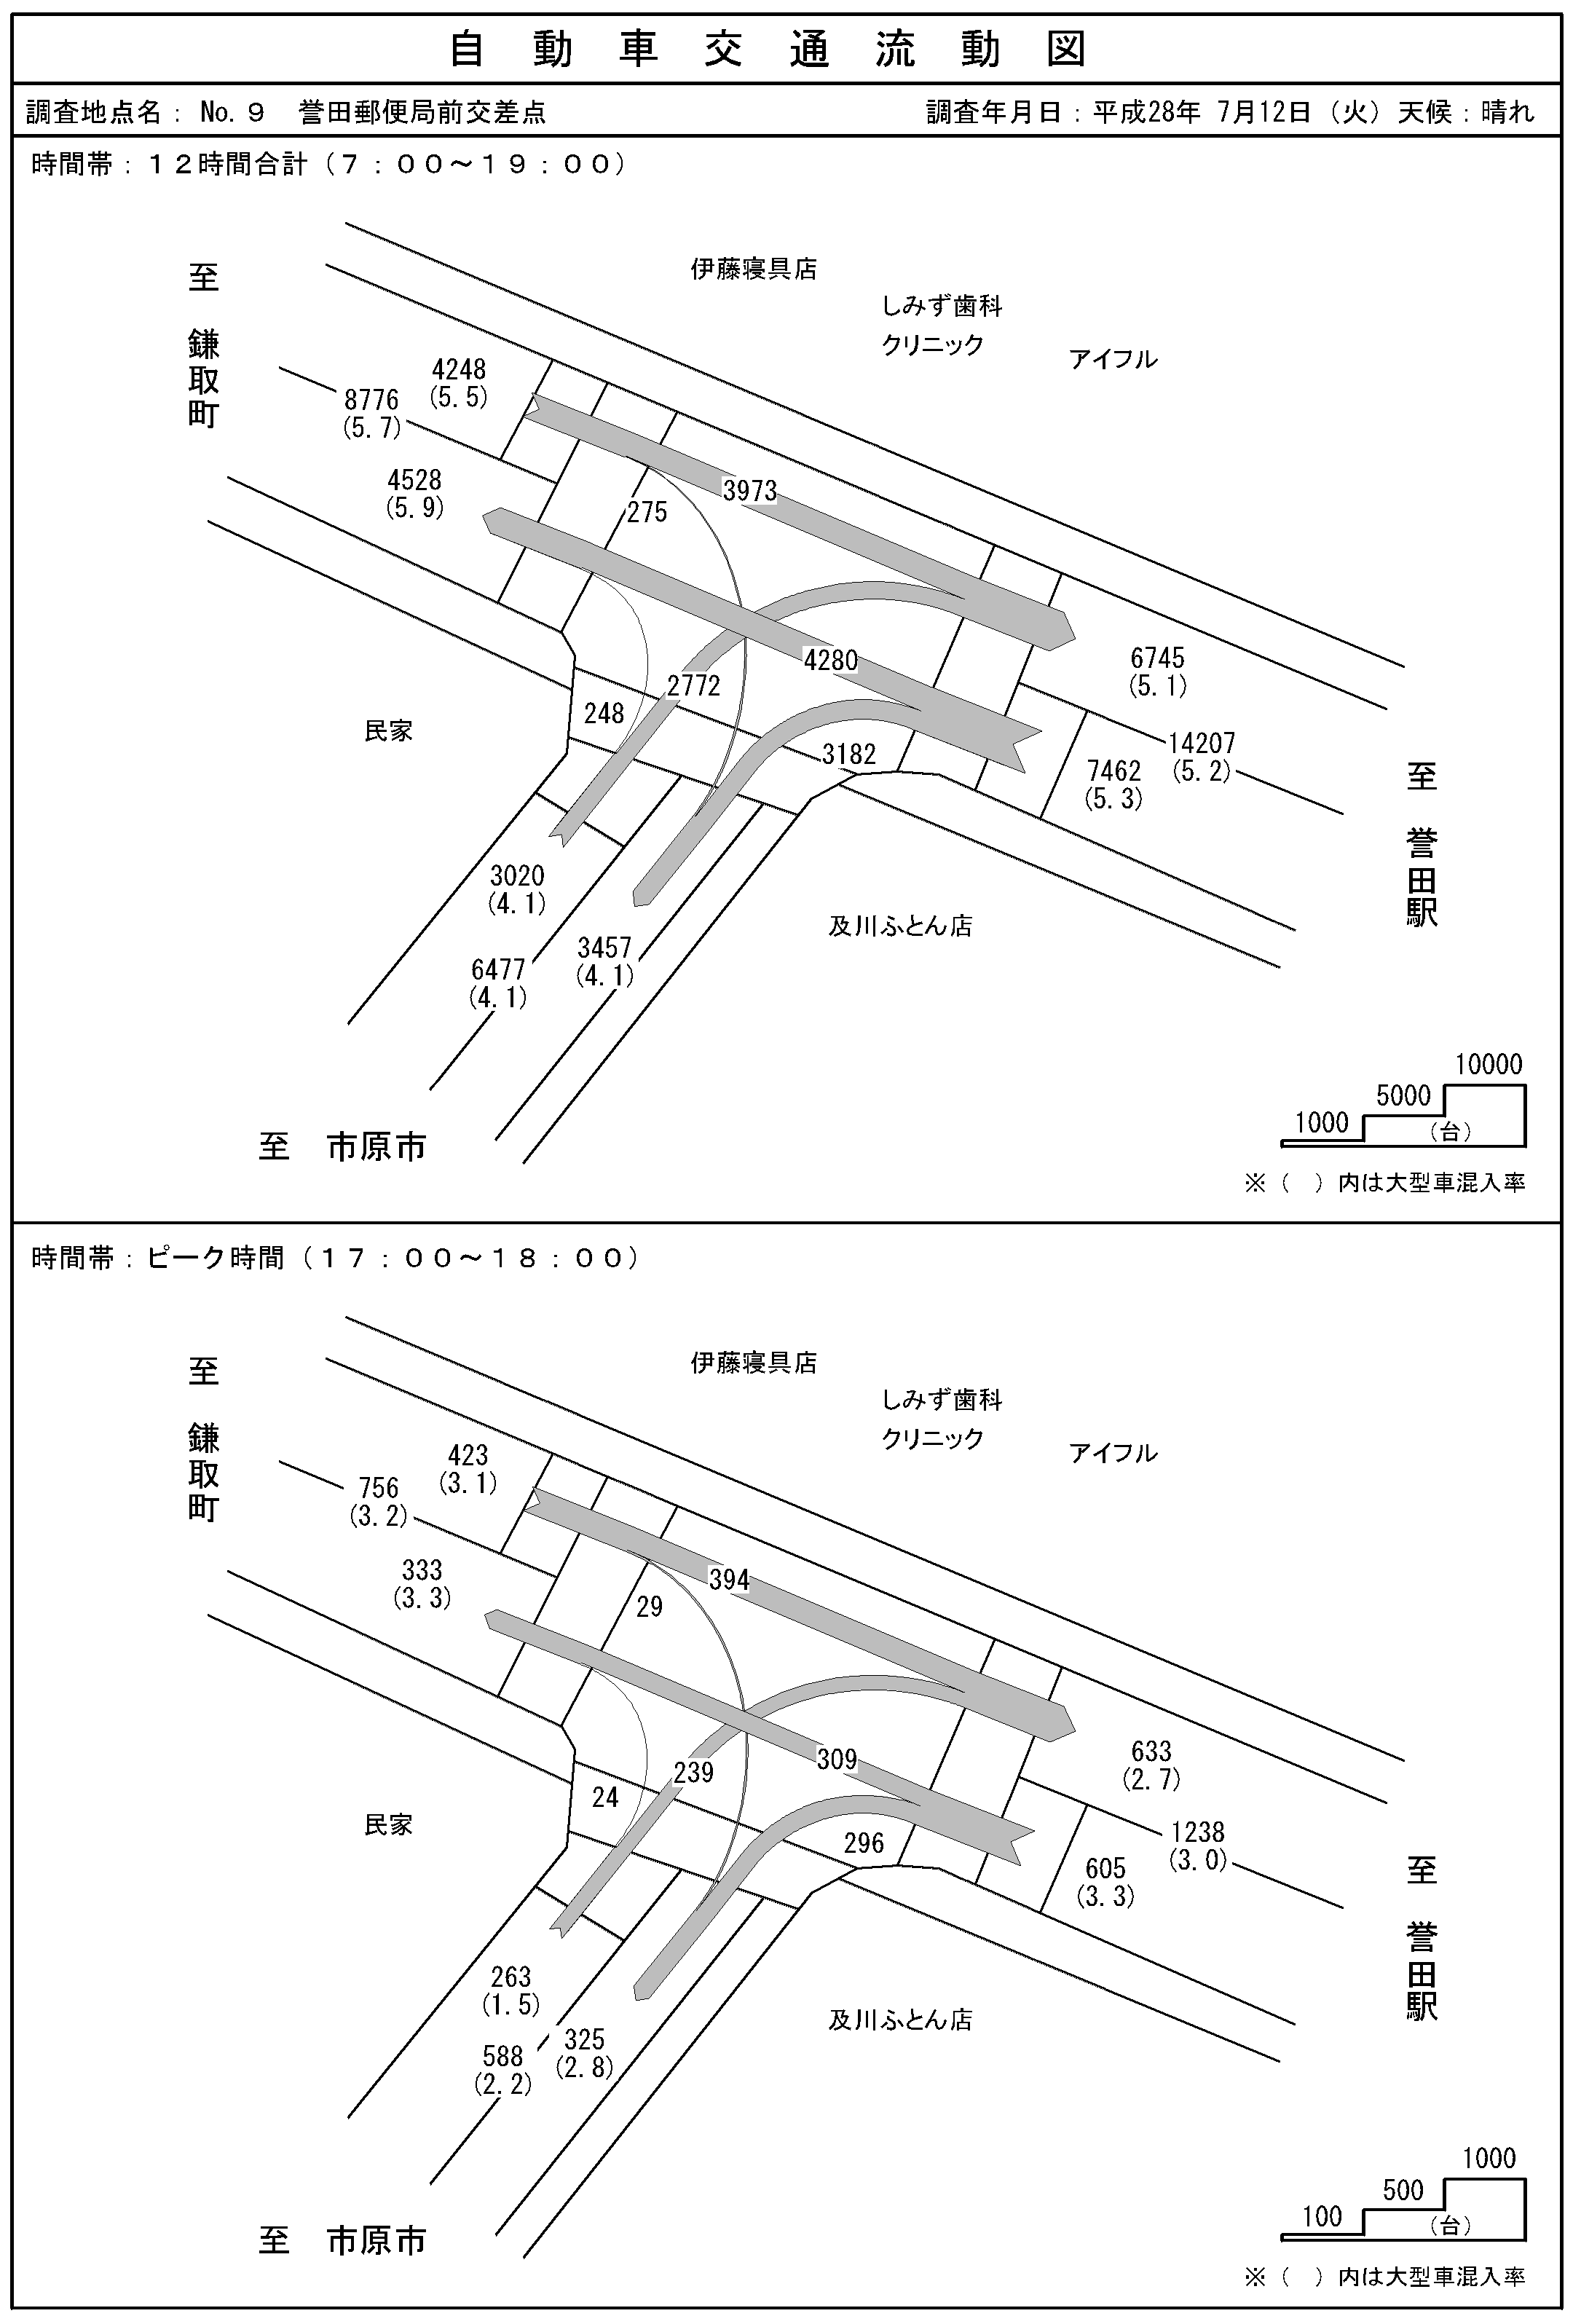 自動車交通流動図
調査地点名：No.９　誉田郵便局前交差点
調査年月日：平成28年 7月12日（火）天候：晴れ
時間帯：１２時間合計（７：００～１９：００）
伊藤寝具店
しみず歯科
クリニック
アイフル
至　鎌取町
4248
(5.5)
8776
(5.7)
4528
(5.9)
3973
275
4280
2772
248
3182
6745
(5.1)
14207
(5.2)
7462
(5.3)
民家
至　誉田駅
3020
(4.1)
3457
(4.1)
6477
(4.1)
及川ふとん店
至　市原市
10000
5000
1000
（台）
※（　）内は大型車混入率
時間帯：ピーク時間（１７：００～１８：００）
伊藤寝具店
しみず歯科
クリニック
アイフル
至　鎌取町
423
(3.1)
756
(3.2)
333
(3.3)
394
29
309
239
24
296
633
(2.7)
1238
(3.0)
605
(3.3)
民家
至　誉田駅
263
(1.5)
325
(2.8)
588
(2.2)
及川ふとん店
至　市原市
1000
500
100
（台）
※（　）内は大型車混入率